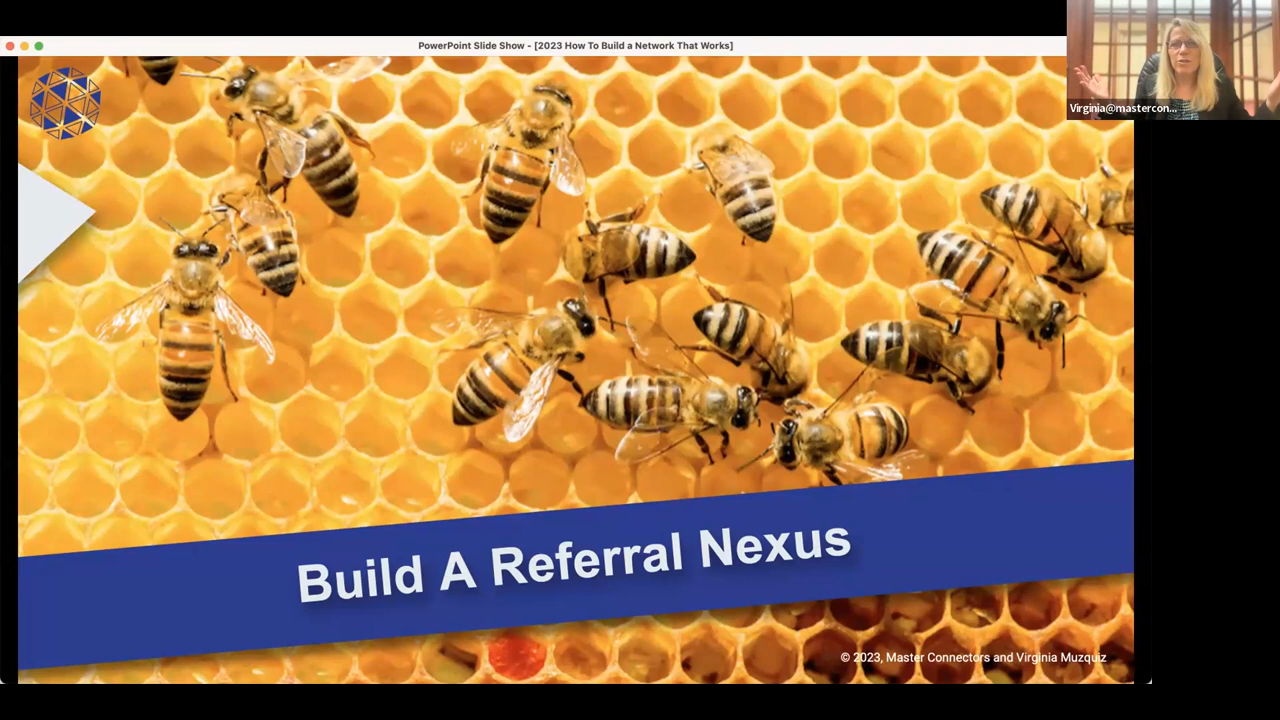 PowerPoint Slide Show - [2023 How To Build a Network That Works]
Virginia@mastercon...
Build A Referral Nexus
© 2023, Master Connectors and Virginia Muzquiz